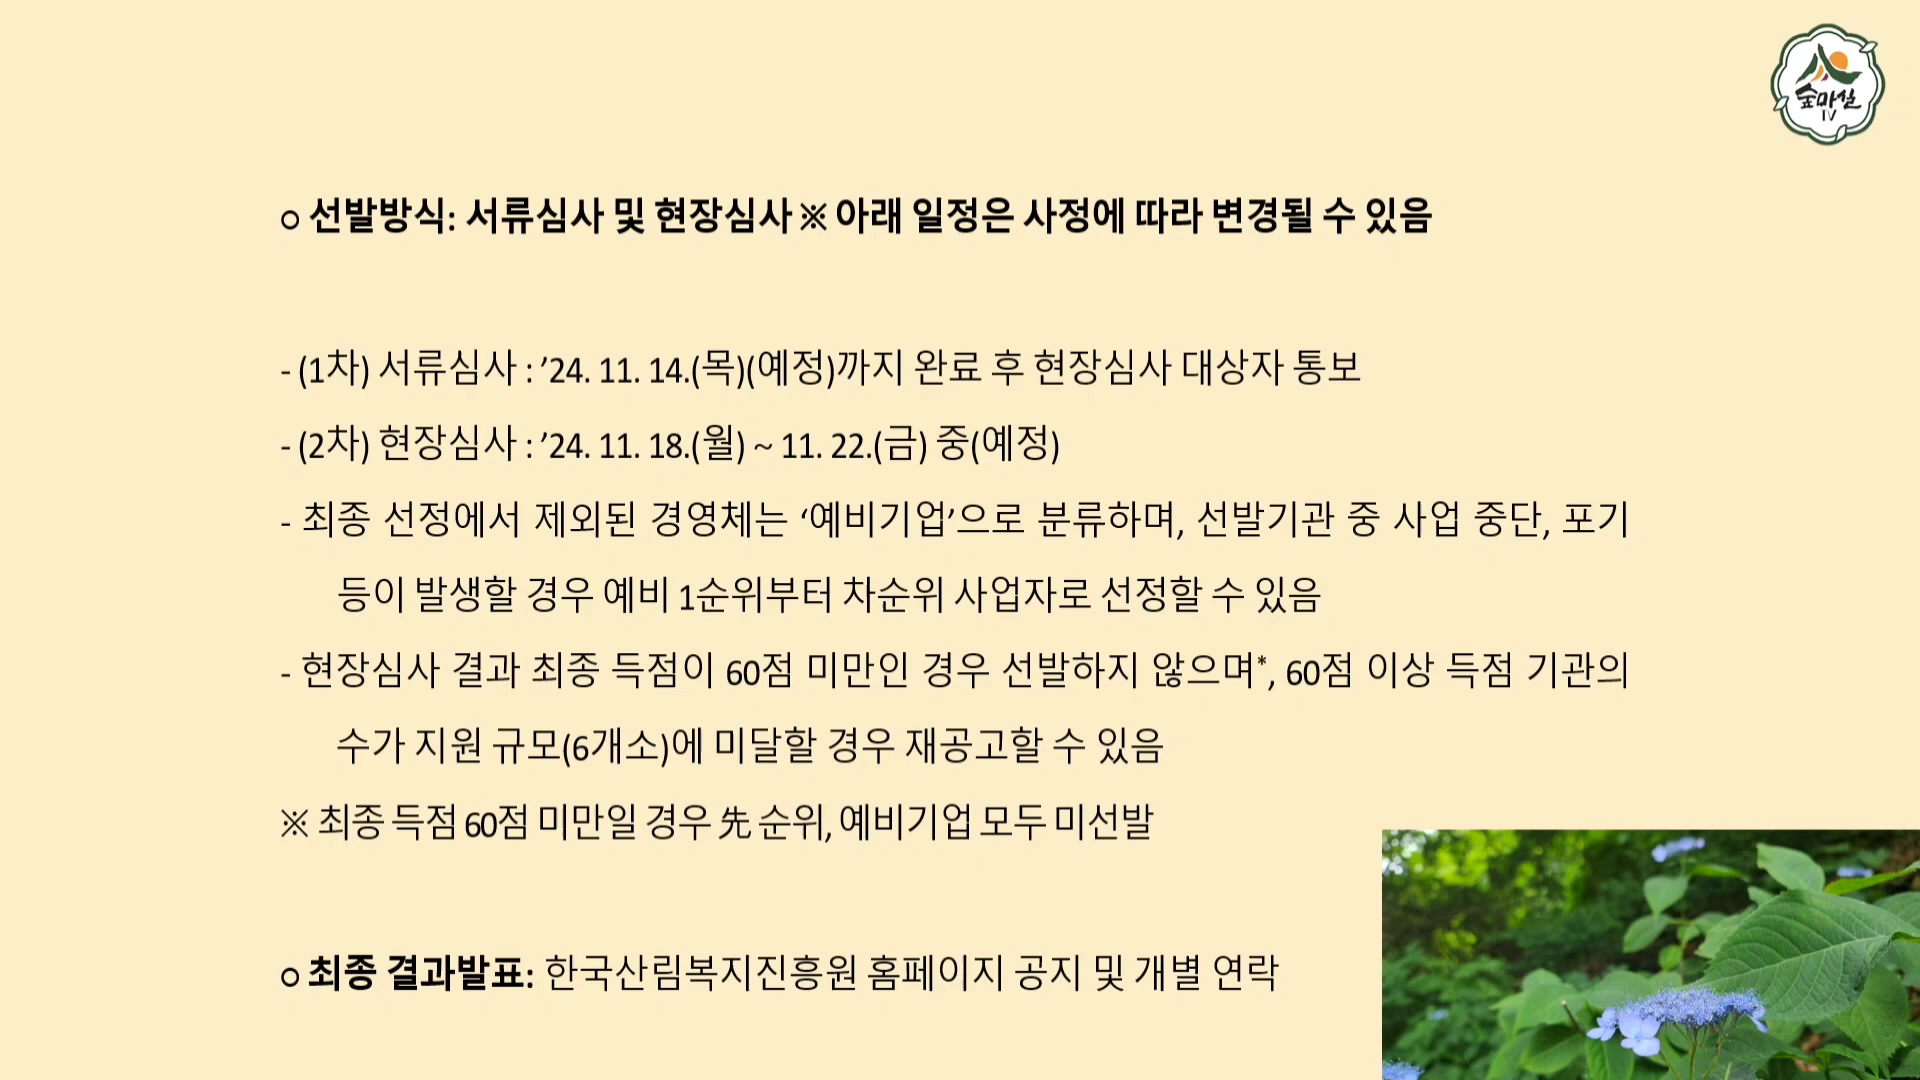 숲마실
TV
○ 선발방식: 서류심사 및 현장심사 ※ 아래 일정은 사정에 따라 변경될 수 있음
- (1차) 서류심사 : ’24. 11. 14.(목)(예정)까지 완료 후 현장심사 대상자 통보
- (2차) 현장심사 : ’24. 11. 18.(월) ~ 11. 22.(금) 중(예정)
- 최종 선정에서 제외된 경영체는 ‘예비기업’으로 분류하며, 선발기관 중 사업 중단, 포기
등이 발생할 경우 예비 1순위부터 차순위 사업자로 선정할 수 있음
- 현장심사 결과 최종 득점이 60점 미만인 경우 선발하지 않으며*, 60점 이상 득점 기관의
수가 지원 규모(6개소)에 미달할 경우 재공고할 수 있음
※ 최종 득점 60점 미만일 경우 先 순위, 예비기업 모두 미선발
○ 최종 결과발표: 한국산림복지진흥원 홈페이지 공지 및 개별 연락